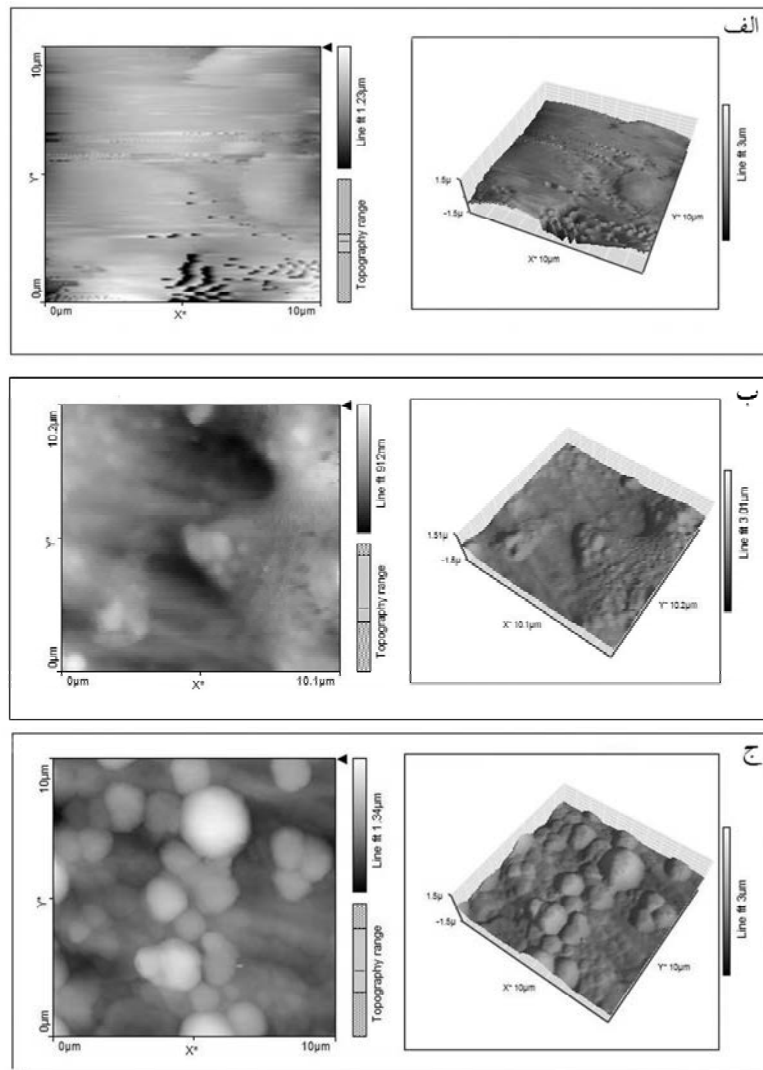 الف
10µm
Y*
0µm
0µm
X*
10µm
Line fit 1.23µm
Topography range
1.5µ
-1.5µ
X* 10µm
Y* 10µm
Line fit 3µm
ب
10.2µm
Y*
0µm
0µm
X*
10.1µm
Line fit 912nm
Topography range
1.51µ
-1.5µ
X* 10.1µm
Y* 10.2µm
Line fit 3.01µm
ج
10µm
Y*
0µm
0µm
X*
10µm
Line fit 1.34µm
Topography range
1.5µ
-1.5µ
X* 10µm
Y* 10µm
Line fit 3µm